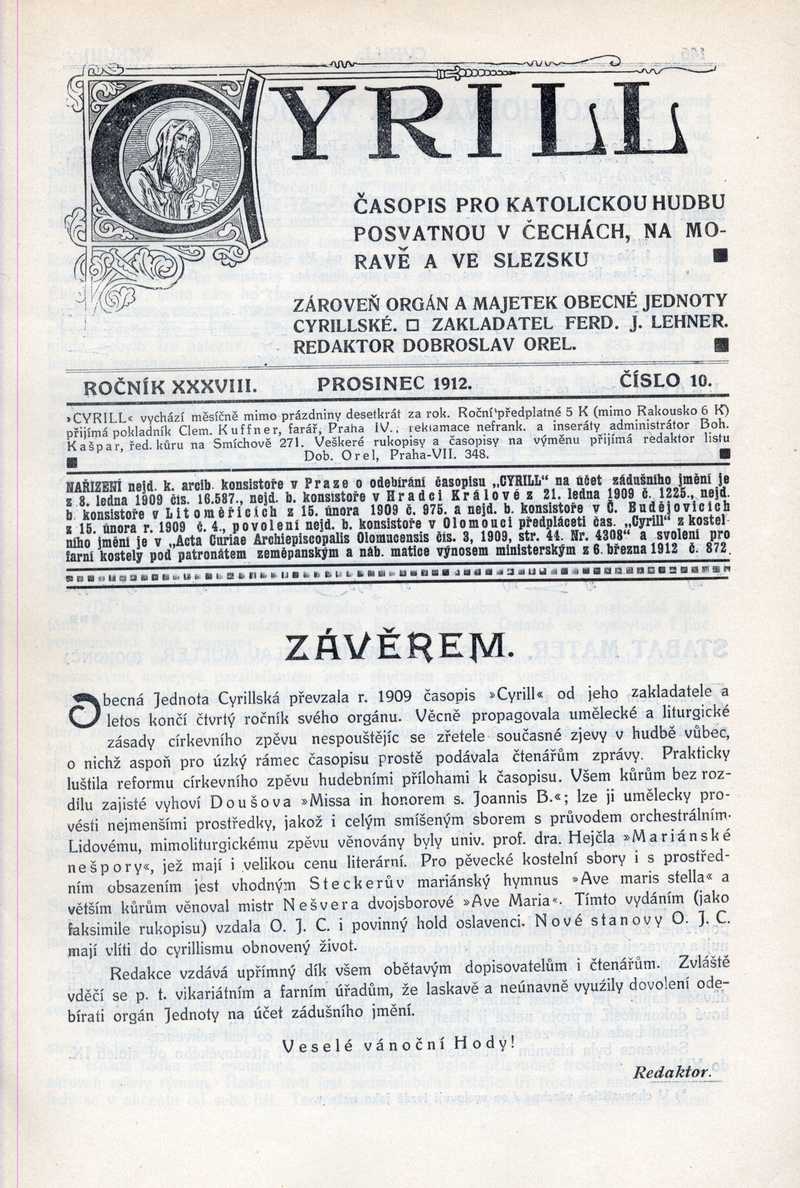 CYRILL
ČASOPIS PRO KATOLICKOU HUDBU
POSVATNOU V ČECHÁCH, NA MO-
RAVĚ A VE SLEZSKU
ZÁROVEŇ ORGÁN A MAJETEK OBECNÉ JEDNOTY
CYRILLSKÉ. □ ZAKLADATEL FERD. J. LEHNER.
REDAKTOR DOBROSLAV OREL.
ROČNÍK XXXVIII. PROSINEC 1912. ČÍSLO 10.
»CYRILL« vychází měsíčně mimo prázdniny desetkrát za rok. Roční předplatné 5 K (mimo Rakousko 6 K)
přijímá pokladník Clem. Kuffner, farář, Praha IV., reklamace nefrank. a inseráty administrátor Boh.
Kašpar, řed. kůru na Smíchově 271. Veškeré rukopisy a časopisy na výměnu přijímá redaktor listu
Dob. Orel, Praha-VII. 348.
NAŘÍZENÍ nejd. k. arcib. konsistoře v Praze o odebírání časopisu „CYRILL" na účet zádušního jmění je
z 8. ledna 1909 čís. 16.587., nejd. b. konsistoře v Hradci Králové z 21. ledna 1909 č. 1225., nejd.
b. konsistoře v Litoměřicích z 15. února 1909 č. 975. a nejd. b. konsistoře v Č. Budějovicích
z 15. února r. 1909 č. 4., povolení nejd. b. konsistoře v Olomouci předpláceti čas. „Cyrill" z kostel
ního jmění je v „Acta Curiae Archiepiscopalis Olomucensis čís. 3, 1909, str. 44. Nr. 4308" a svolení pro
farní kostely pod patronátem zeměpanským a náb. matice výnosem ministerským z 6. března 1912 č. 872.
ZÁVĚREM.
Obecná Jednota Cyrillská převzala r. 1909 časopis »Cyrill« od jeho zakladatele a
letos končí čtvrtý ročník svého orgánu. Věcně propagovala umělecké a liturgické
zásady církevního zpěvu nespouštějíc se zřetele současné zjevy v hudbě vůbec,
o nichž aspoň pro úzký rámec časopisu prostě podávala čtenářům zprávy. Prakticky
luštila reformu církevního zpěvu hudebními přílohami k časopisu. Všem kůrům bez roz-
dílu zajisté vyhoví Doušova »Missa in honorem s. Joannis B.«; lze ji umělecky pro-
vésti nejmenšími prostředky, jakož i celým smíšeným sborem s průvodem orchestrálním.
Lidovému, mimoliturgickému zpěvu věnovány byly univ. prof. dra. Hejčla »Mariánské
nešpory«, jež mají i velikou cenu literární. Pro pěvecké kostelní sbory i s prostřed-
ním obsazením jest vhodným Steckerův mariánský hymnus »Ave maris stella« a
větším kůrům věnoval mistr Nešvera dvojsborové »Ave Maria«. Tímto vydáním (jako
faksimile rukopisu) vzdala O. J. C. i povinný hold oslavenci. Nové stanovy O. J. C.
mají vlíti do cyrillismu obnovený život.
Redakce vzdává upřímný dík všem obětavým dopisovatelům i čtenářům. Zvláště
vděčí se p. t. vikariátním a farním úřadům, že laskavě a neúnavně využily dovolení ode-
bírati orgán Jednoty na účet zádušního jmění.
Veselé vánoční Hody!
Redaktor.